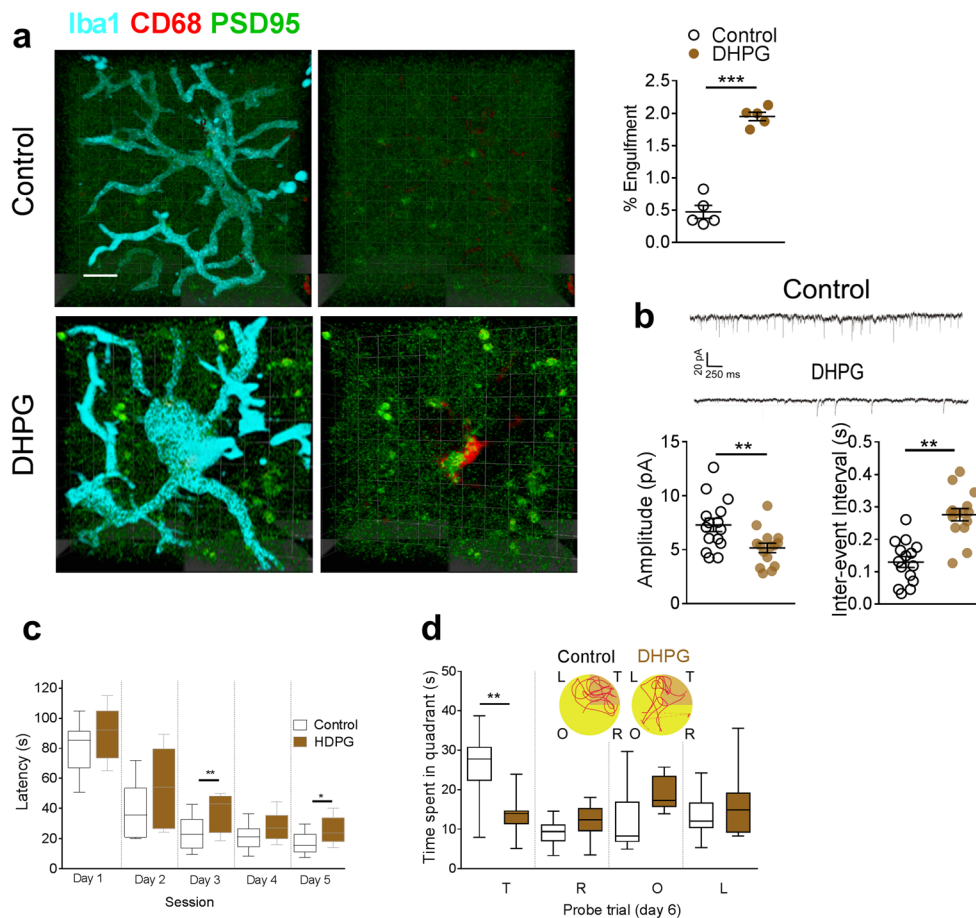 a
Iba1 CD68 PSD95
Control
DHPG
Control
DHPG
% Engulfment
2.5
2.0
1.5
1.0
0.5
0.0
***
b
Control
20 pA
250 ms
DHPG
Amplitude (pA)
15
10
5
0
**
Inter-event Interval (s)
0.5
0.4
0.3
0.2
0.1
0.0
**
c
Latency (s)
120
100
80
60
40
20
0
Control
HDPG
**
*
Day 1
Day 2
Day 3
Day 4
Day 5
Session
d
Time spent in quadrant (s)
50
40
30
20
10
0
**
Control
DHPG
L
T
O
R
L
T
O
R
T
R
O
L
Probe trial (day 6)